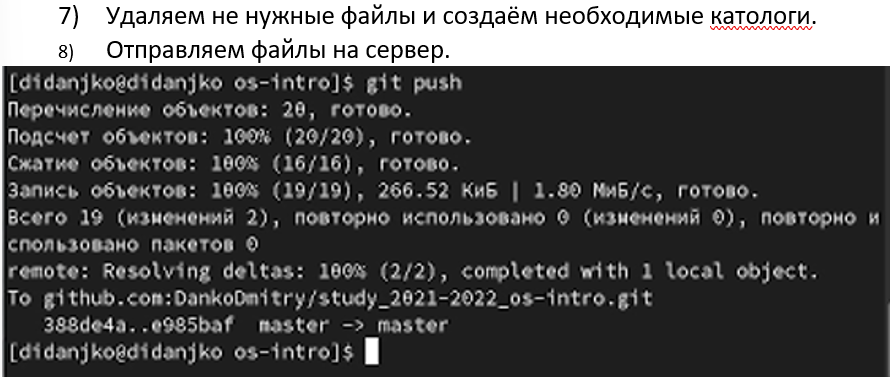 7) Удаляем не нужные файлы и создаём необходимые катологи.
8) Отправляем файлы на сервер.
[didanjko@didanjko os-intro]$ git push
Перечисление объектов: 20, готово.
Подсчет объектов: 100% (20/20), готово.
Сжатие объектов: 100% (16/16), готово.
Запись объектов: 100% (19/19), 266.52 КиБ | 1.80 МиБ/с, готово.
Всего 19 (изменений 2), повторно использовано 0 (изменений 0), повторно и
спользовано пакетов 0
remote: Resolving deltas: 100% (2/2), completed with 1 local object.
To github.com:DankoDmitry/study_2021-2022_os-intro.git
388de4a..e985baf master -> master
[didanjko@didanjko os-intro]$